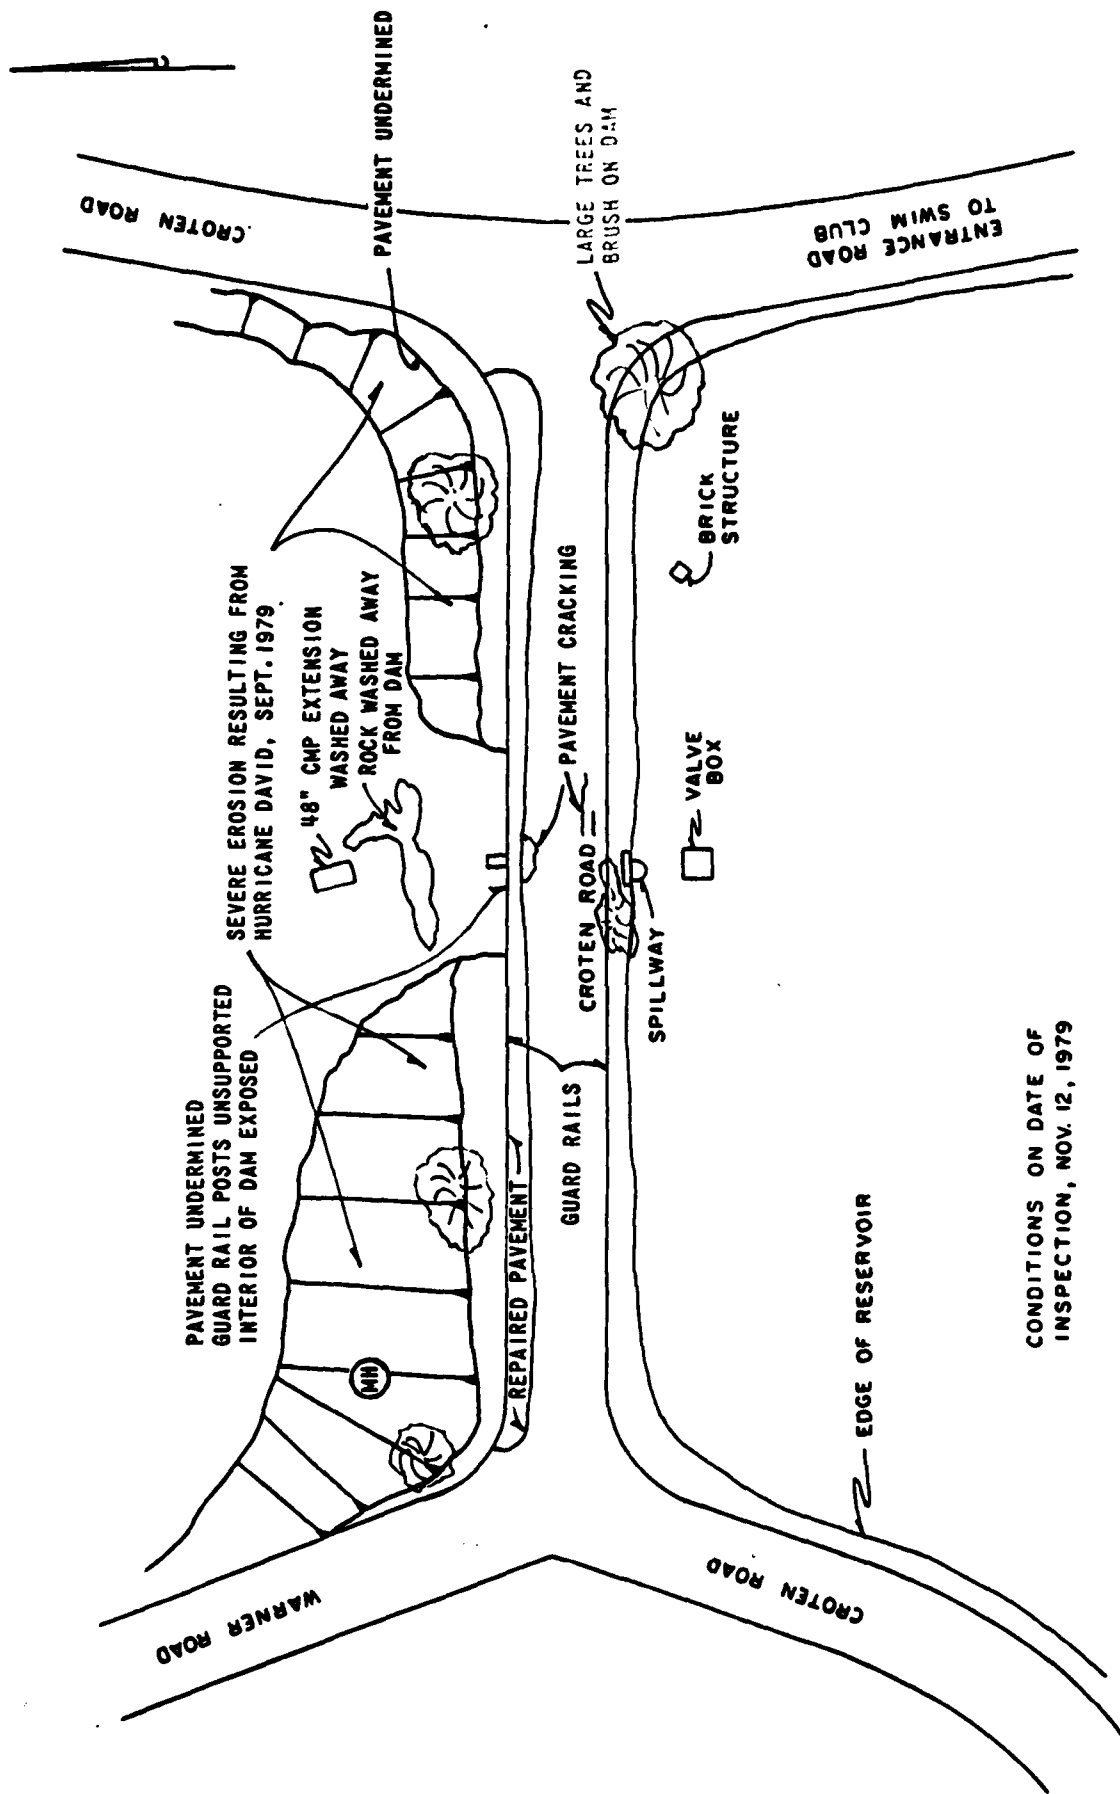 PAVEMENT UNDERMINED
GUARD RAIL POSTS UNSUPPORTED
INTERIOR OF DAM EXPOSED
SEVERE EROSION RESULTING FROM
HURRICANE DAVID, SEPT. 1979.
48" CMP EXTENSION
WASHED AWAY
ROCK WASHED AWAY
FROM DAM
PAVEMENT UNDERMINED
CROTEN ROAD
WARNER ROAD
MH
REPAIRED PAVEMENT
GUARD RAILS
CROTEN ROAD
PAVEMENT CRACKING
LARGE TREES AND
BRUSH ON DAM
SPILLWAY
VALVE
BOX
BRICK
STRUCTURE
ENTRANCE ROAD
TO SWIM CLUB
CROTEN ROAD
EDGE OF RESERVOIR
CONDITIONS ON DATE OF
INSPECTION, NOV. 12, 1979